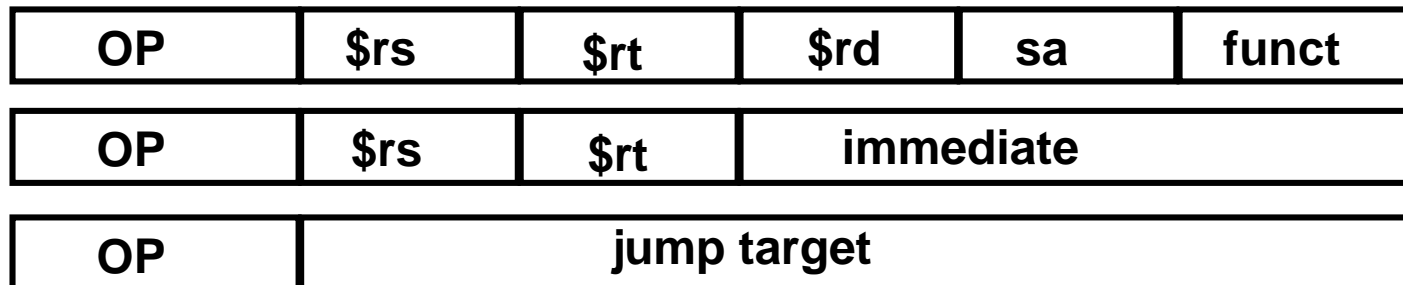 OP $rs $rt $rd sa funct
OP $rs $rt immediate
OP jump target